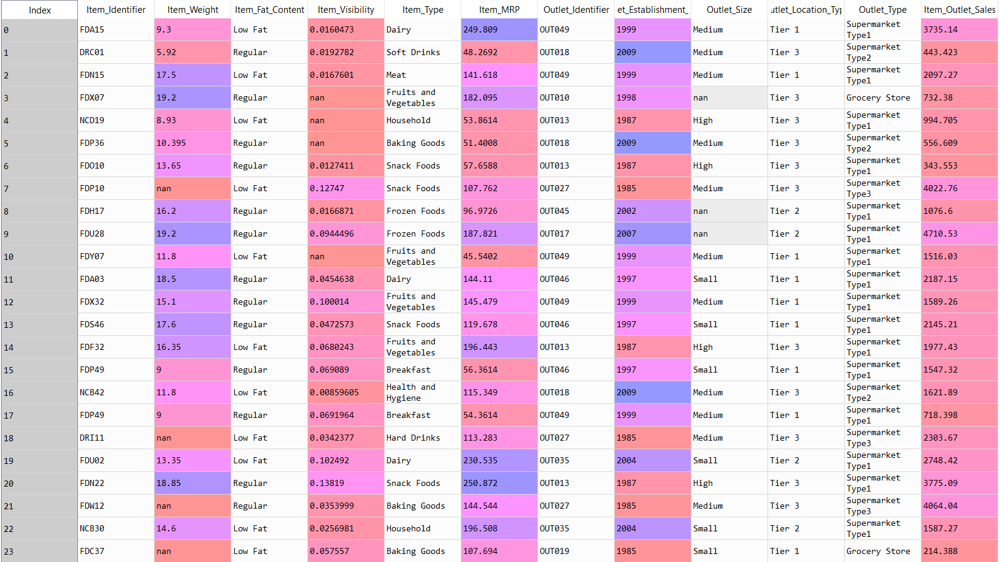 Index Item_Identifier Item_Weight Item_Fat_Content Item_Visibility Item_Type Item_MRP Outlet_Identifier et_Establishment_ Outlet_Size utlet_Location_Typ Outlet_Type Item_Outlet_Sales
0 FDA15 9.3 Low Fat 0.0160473 Dairy 249.809 OUT049 1999 Medium Tier 1 Supermarket Type1 3735.14
1 DRC01 5.92 Regular 0.0192782 Soft Drinks 48.2692 OUT018 2009 Medium Tier 3 Supermarket Type2 443.423
2 FDN15 17.5 Low Fat 0.0167601 Meat 141.618 OUT049 1999 Medium Tier 1 Supermarket Type1 2097.27
3 FDX07 19.2 Regular nan Fruits and Vegetables 182.095 OUT010 1998 nan Tier 3 Grocery Store 732.38
4 NCD19 8.93 Low Fat nan Household 53.8614 OUT013 1987 High Tier 3 Supermarket Type1 994.705
5 FDP36 10.395 Regular nan Baking Goods 51.4008 OUT018 2009 Medium Tier 3 Supermarket Type2 556.609
6 FDO10 13.65 Regular 0.0127411 Snack Foods 57.6588 OUT013 1987 High Tier 3 Supermarket Type1 343.553
7 FDP10 nan Low Fat 0.12747 Snack Foods 107.762 OUT027 1985 Medium Tier 3 Supermarket Type3 4022.76
8 FDH17 16.2 Regular 0.0166871 Frozen Foods 96.9726 OUT045 2002 nan Tier 2 Supermarket Type1 1076.6
9 FDU28 19.2 Regular 0.0944496 Frozen Foods 187.821 OUT017 2007 nan Tier 2 Supermarket Type1 4710.53
10 FDY07 11.8 Low Fat nan Fruits and Vegetables 45.5402 OUT049 1999 Medium Tier 1 Supermarket Type1 1516.03
11 FDA03 18.5 Regular 0.0454638 Dairy 144.11 OUT046 1997 Small Tier 1 Supermarket Type1 2187.15
12 FDX32 15.1 Regular 0.100014 Fruits and Vegetables 145.479 OUT049 1999 Medium Tier 1 Supermarket Type1 1589.26
13 FDS46 17.6 Regular 0.0472573 Snack Foods 119.678 OUT046 1997 Small Tier 1 Supermarket Type1 2145.21
14 FDF32 16.35 Low Fat 0.0680243 Fruits and Vegetables 196.443 OUT013 1987 High Tier 3 Supermarket Type1 1977.43
15 FDP49 9 Regular 0.069089 Breakfast 56.3614 OUT046 1997 Small Tier 1 Supermarket Type1 1547.32
16 NCB42 11.8 Low Fat 0.00859605 Health and Hygiene 115.349 OUT018 2009 Medium Tier 3 Supermarket Type2 1621.89
17 FDP49 9 Regular 0.0691964 Breakfast 54.3614 OUT049 1999 Medium Tier 1 Supermarket Type1 718.398
18 DRI11 nan Low Fat 0.0342377 Hard Drinks 113.283 OUT027 1985 Medium Tier 3 Supermarket Type3 2303.67
19 FDU02 13.35 Low Fat 0.102492 Dairy 230.535 OUT035 2004 Small Tier 2 Supermarket Type1 2748.42
20 FDN22 18.85 Regular 0.13819 Snack Foods 250.872 OUT013 1987 High Tier 3 Supermarket Type1 3775.09
21 FDW12 nan Regular 0.0353999 Baking Goods 144.544 OUT027 1985 Medium Tier 3 Supermarket Type3 4064.04
22 NCB30 14.6 Low Fat 0.0256981 Household 196.508 OUT035 2004 Small Tier 2 Supermarket Type1 1587.27
23 FDC37 nan Low Fat 0.057557 Baking Goods 107.694 OUT019 1985 Small Tier 1 Grocery Store 214.388